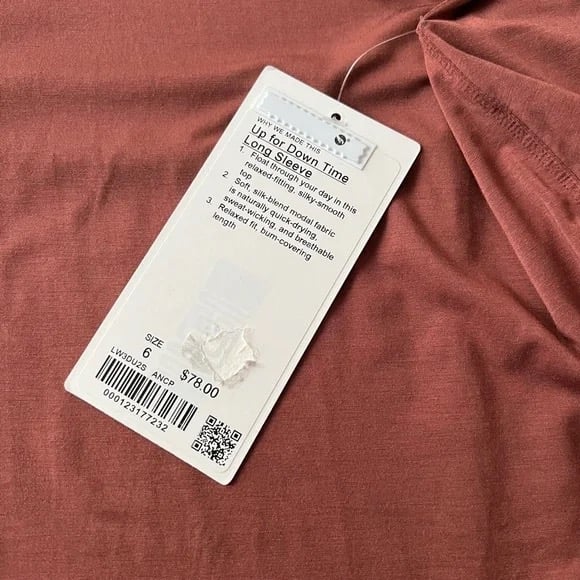 WHY WE MADE THIS
Up for Down Time
Long Sleeve
1. Float through your day in this
relaxed-fitting, silky-smooth
top
2. Soft, silk-blend modal fabric
is naturally quick-drying,
sweat-wicking, and breathable
3. Relaxed fit, bum-covering
length
SIZE
6
$78.00
LW3DU2S ANCP
000123177232